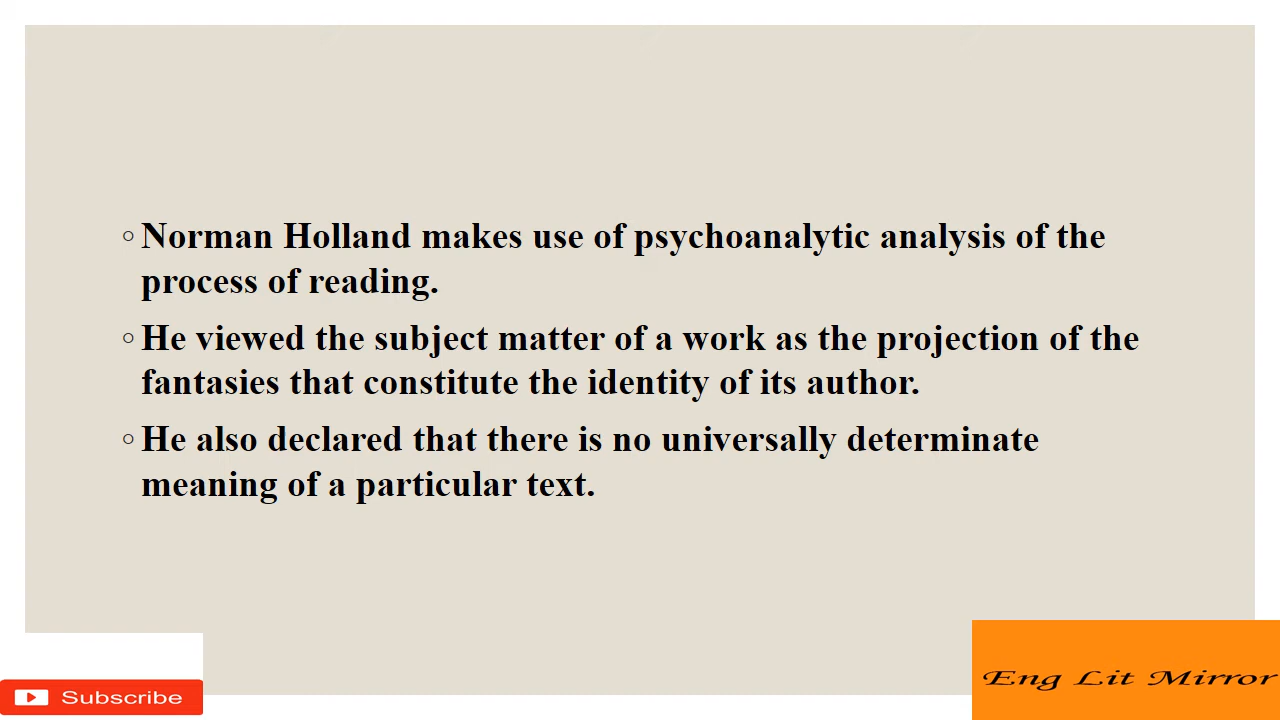 ◦ Norman Holland makes use of psychoanalytic analysis of the
process of reading.
◦ He viewed the subject matter of a work as the projection of the
fantasies that constitute the identity of its author.
◦ He also declared that there is no universally determinate
meaning of a particular text.
Subscribe
Eng Lit Mirror